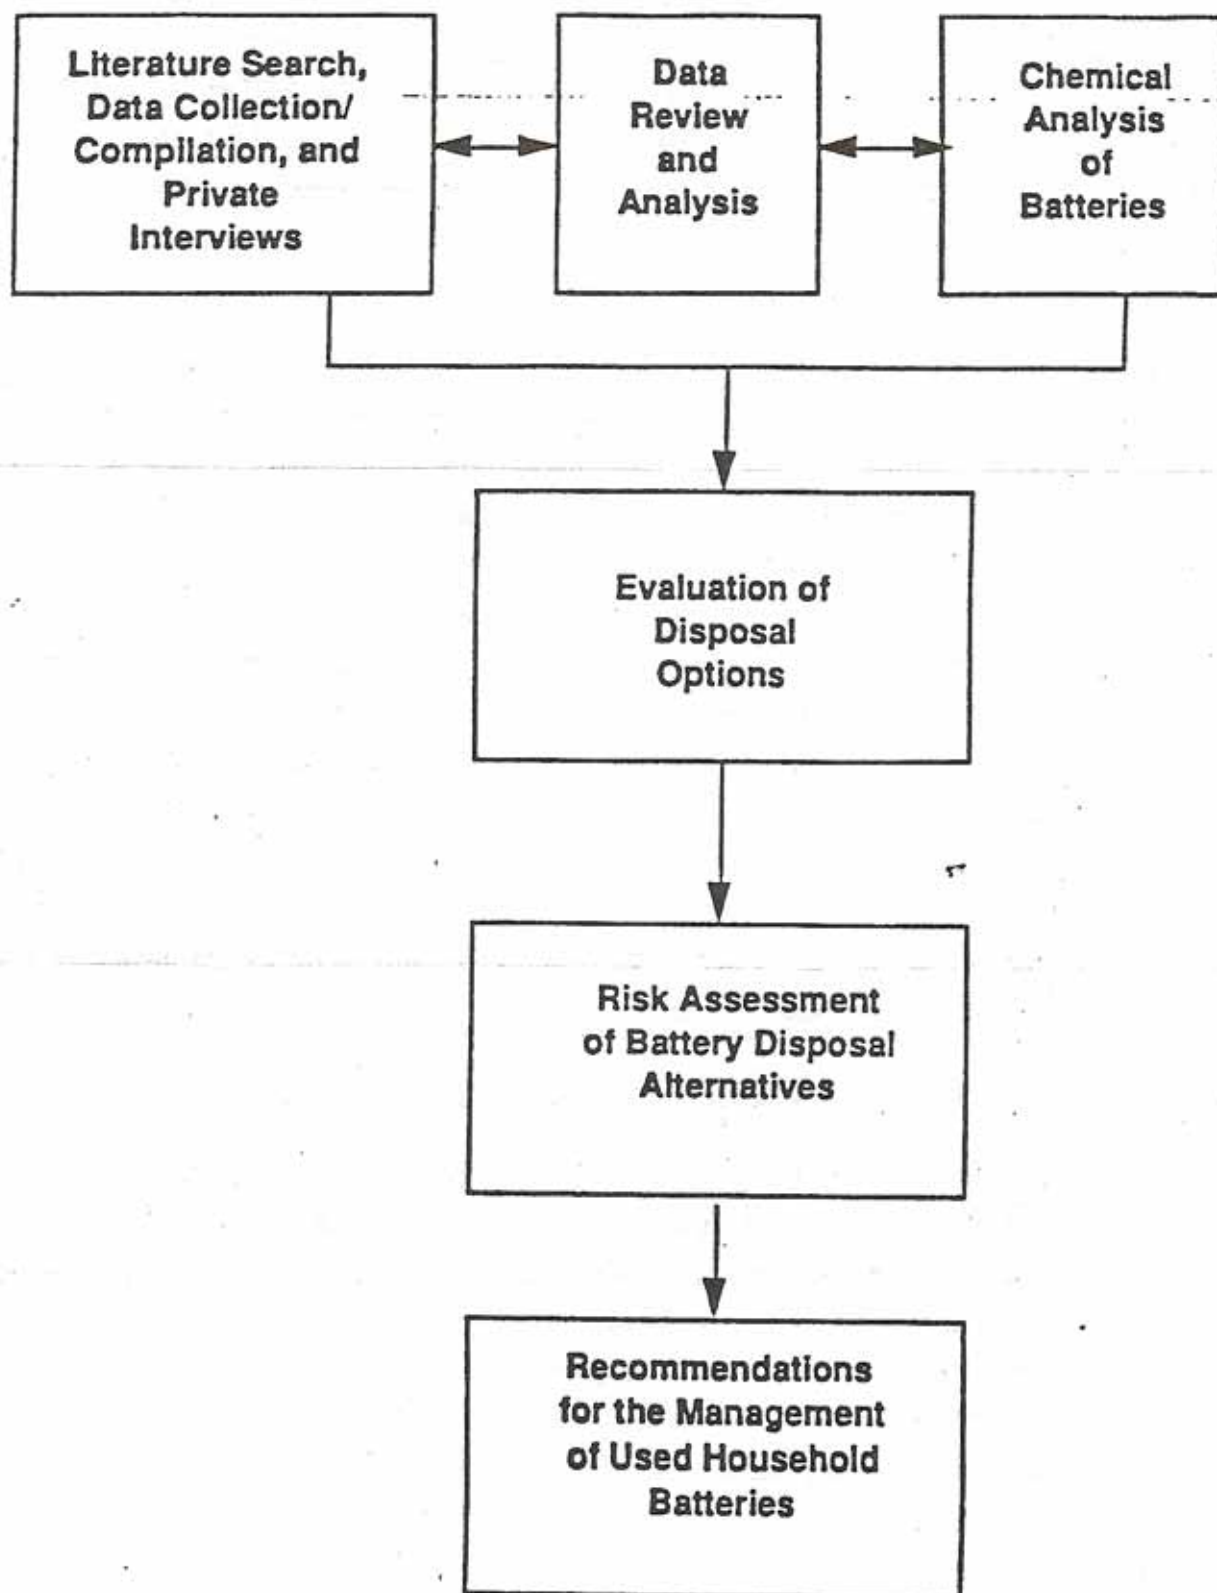 Literature Search,
Data Collection/
Compilation, and
Private
Interviews
Data
Review
and
Analysis
Chemical
Analysis
of
Batteries
Evaluation of
Disposal
Options
Risk Assessment
of Battery Disposal
Alternatives
Recommendations
for the Management
of Used Household
Batteries